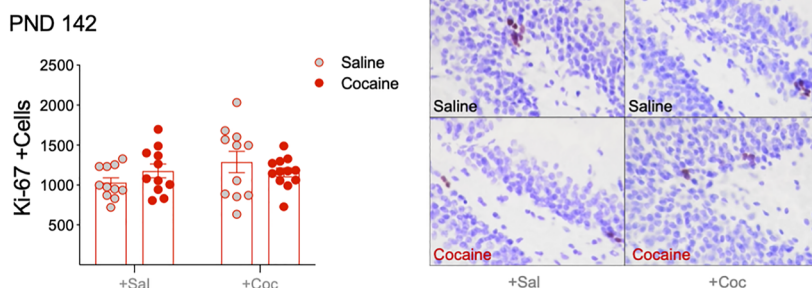 PND 142
Ki-67 +Cells
2500
2000
1500
1000
500
+Sal
+Coc
Saline
Cocaine
Saline
Saline
Cocaine
Cocaine
+Sal
+Coc